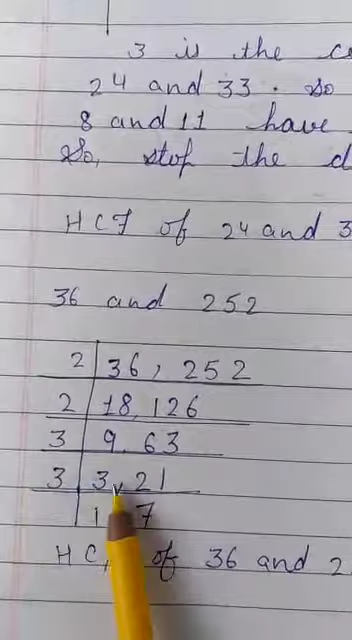 3 is the
24 and 33. so
8 and 11 have
So, stop the
HCF of 24 and 3
36 and 252
2 36, 252
2 18, 126
3 9, 63
3 3, 21
1 7
HC of 36 and 2